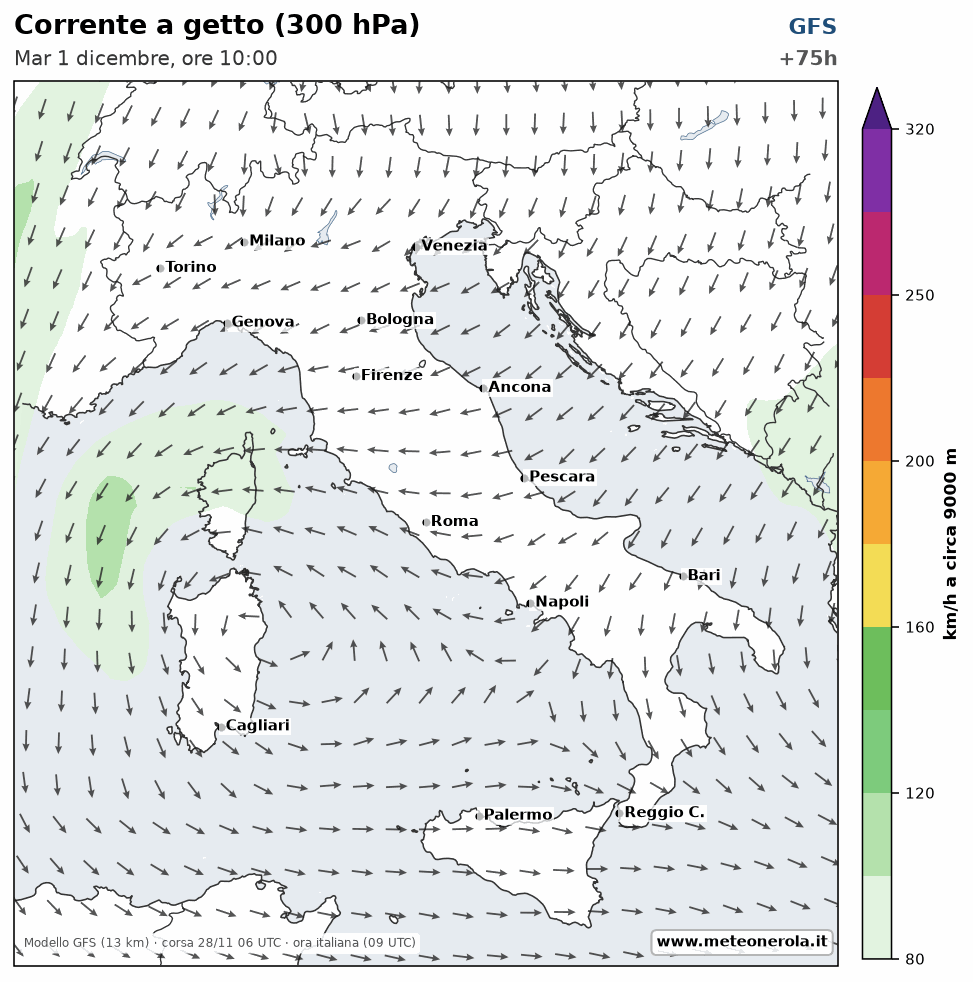 Corrente a getto (300 hPa)
GFS
Mar 1 dicembre, ore 10:00
+75h
320
250
200
160
120
80
km/h a circa 9000 m
Milano
Venezia
Torino
Genova
Bologna
Firenze
Ancona
Pescara
Roma
Bari
Napoli
Cagliari
Palermo
Reggio C.
Modello GFS (13 km) · corsa 28/11 06 UTC · ora italiana (09 UTC)
www.meteonerola.it